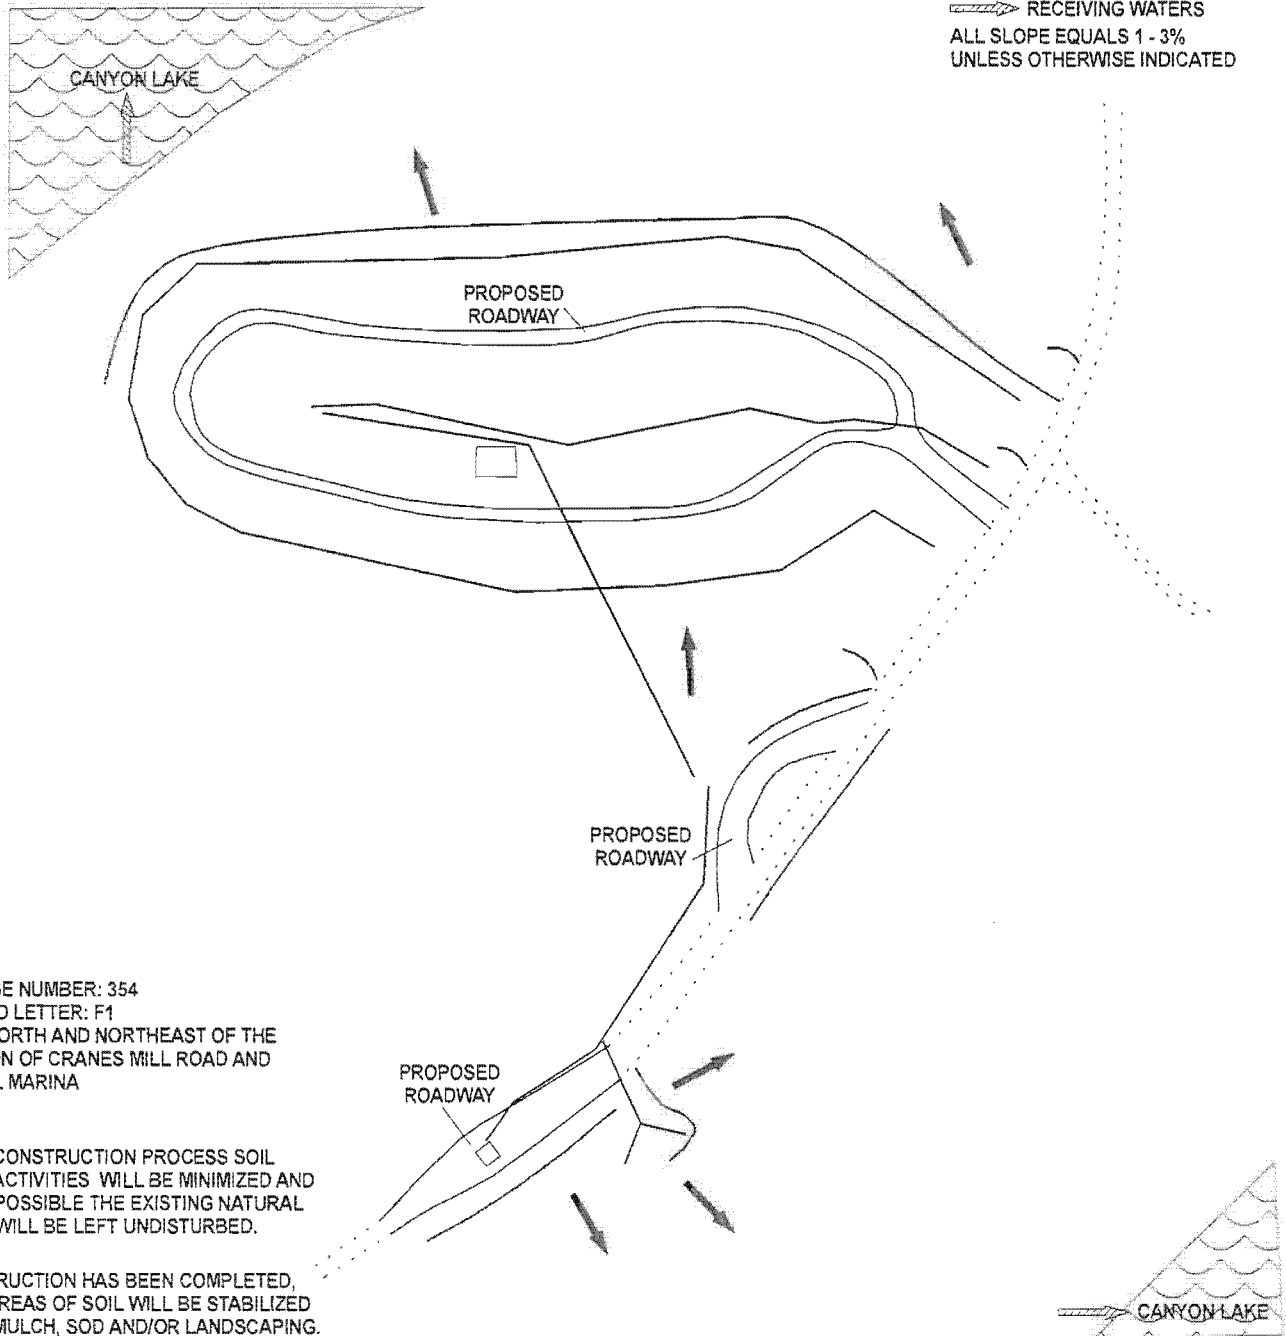 RECEIVING WATERS
ALL SLOPE EQUALS 1 - 3%
UNLESS OTHERWISE INDICATED
CANYON LAKE
PROPOSED
ROADWAY
PROPOSED
ROADWAY
NUMBER: 354
LETTER: F1
AND NORTHEAST OF THE
OF CRANES MILL ROAD AND
MARINA
PROPOSED
ROADWAY
CONSTRUCTION PROCESS SOIL
ACTIVITIES WILL BE MINIMIZED AND
POSSIBLE THE EXISTING NATURAL
WILL BE LEFT UNDISTURBED.
HAS BEEN COMPLETED,
OF SOIL WILL BE STABILIZED
MULCH, SOD AND/OR LANDSCAPING.
CANYON LAKE